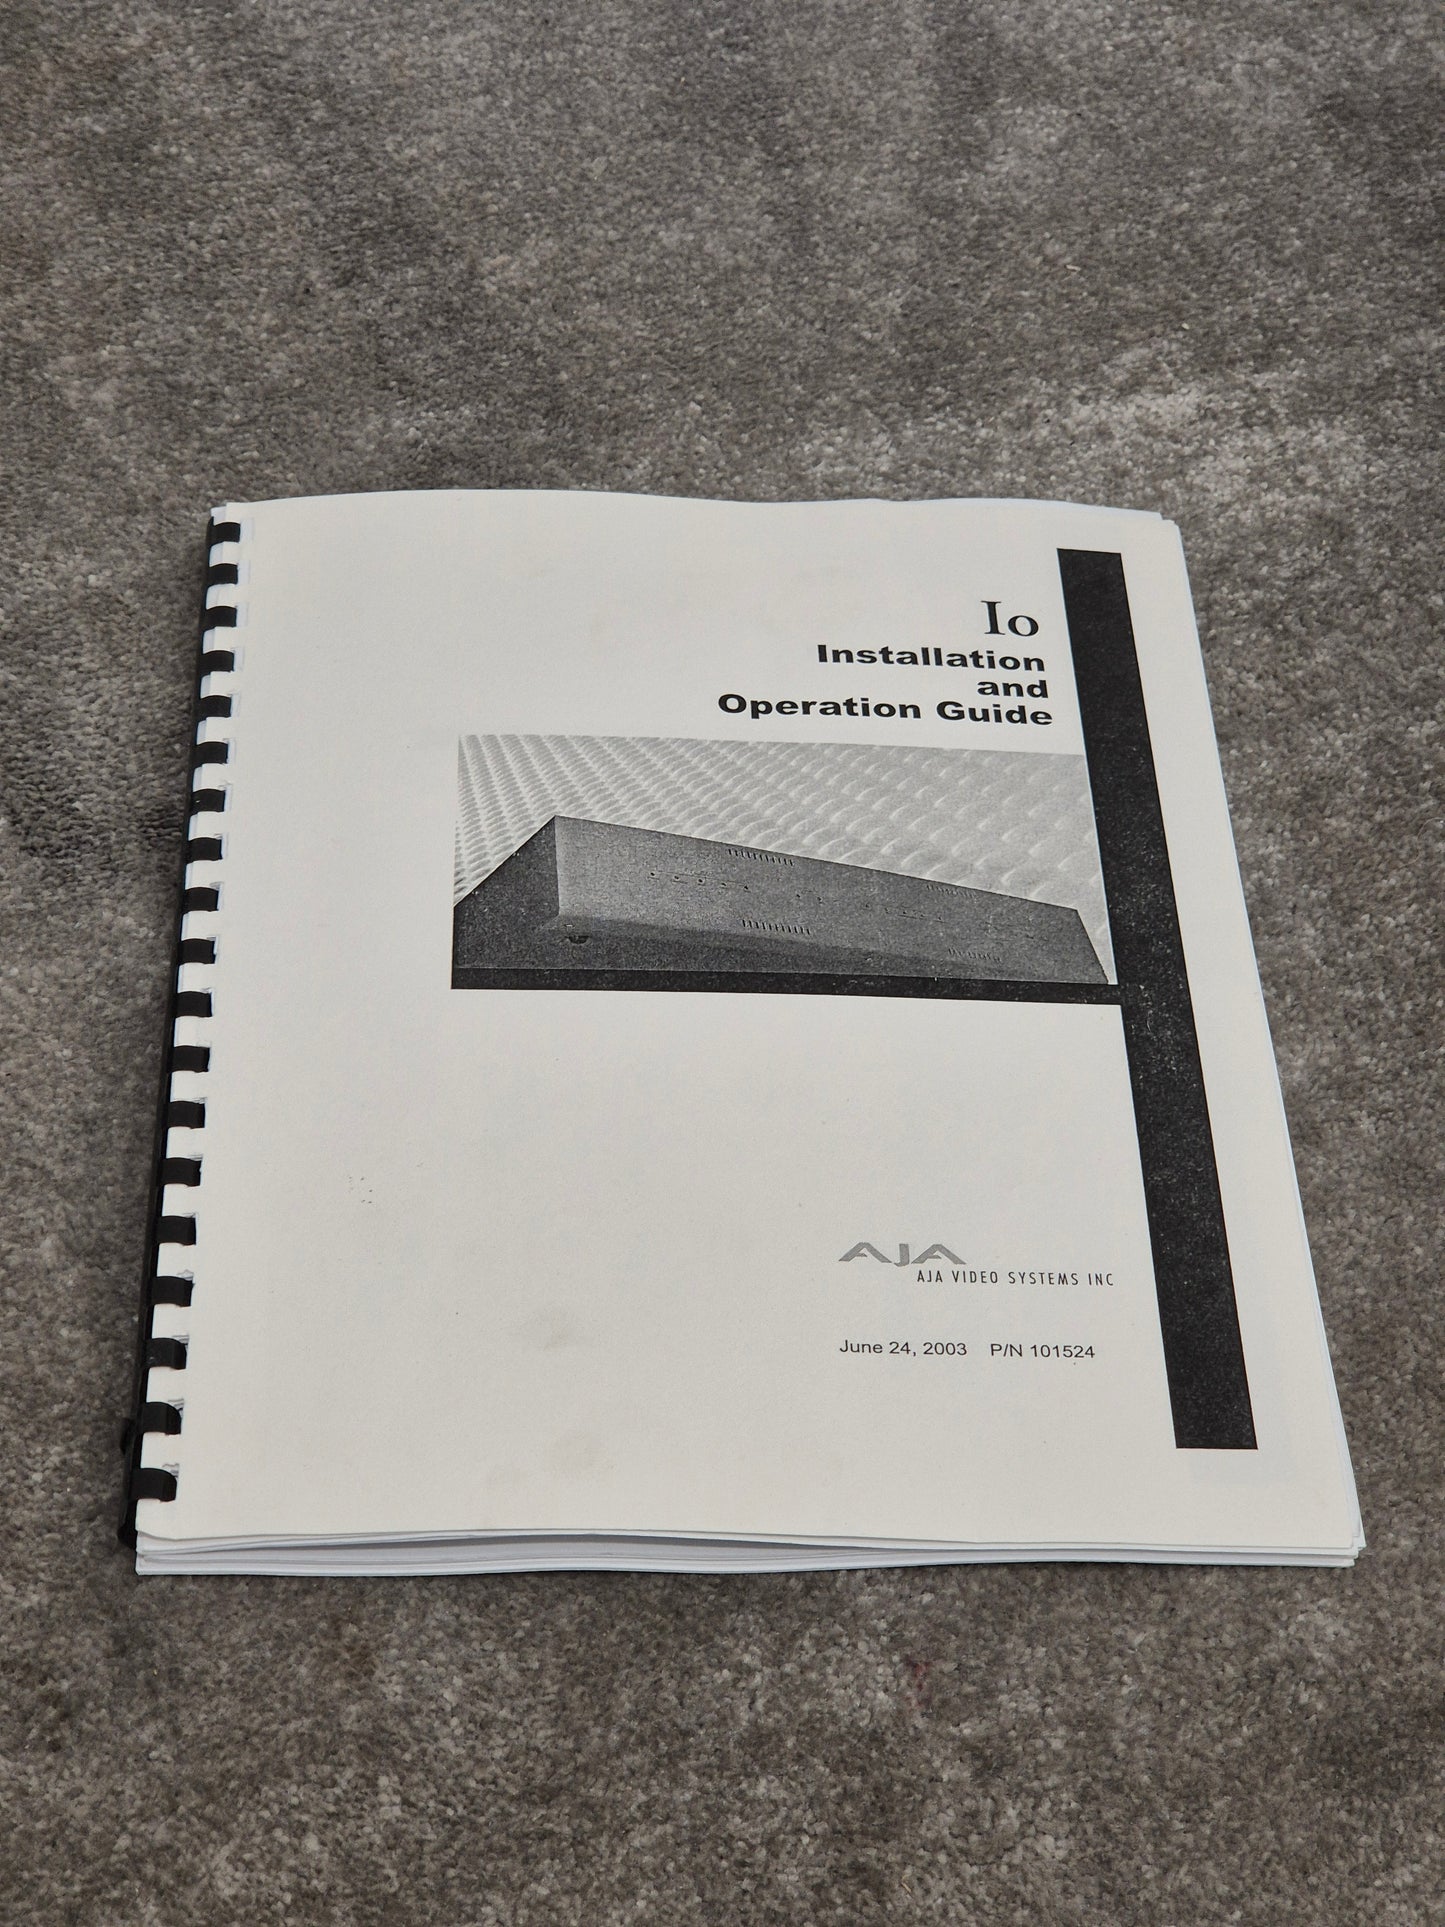 Io
Installation
and
Operation Guide
AJA
AJA VIDEO SYSTEMS INC
June 24, 2003 P/N 101524